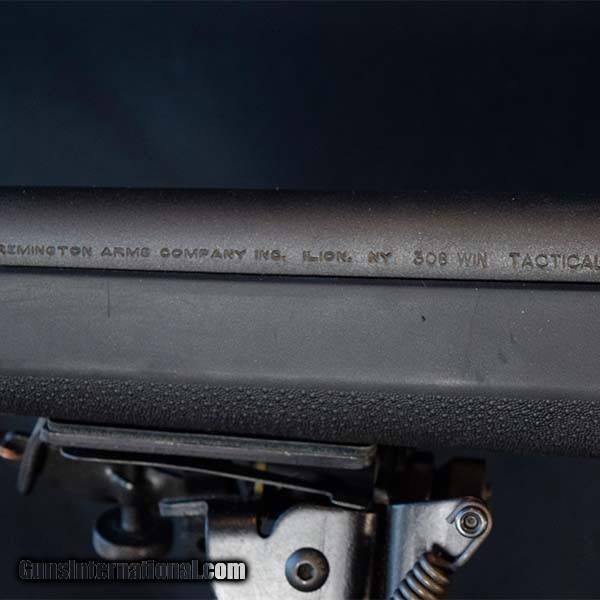 REMINGTON ARMS COMPANY INC. ILION. NY 308 WIN TACTICAL
GunsInternational.com